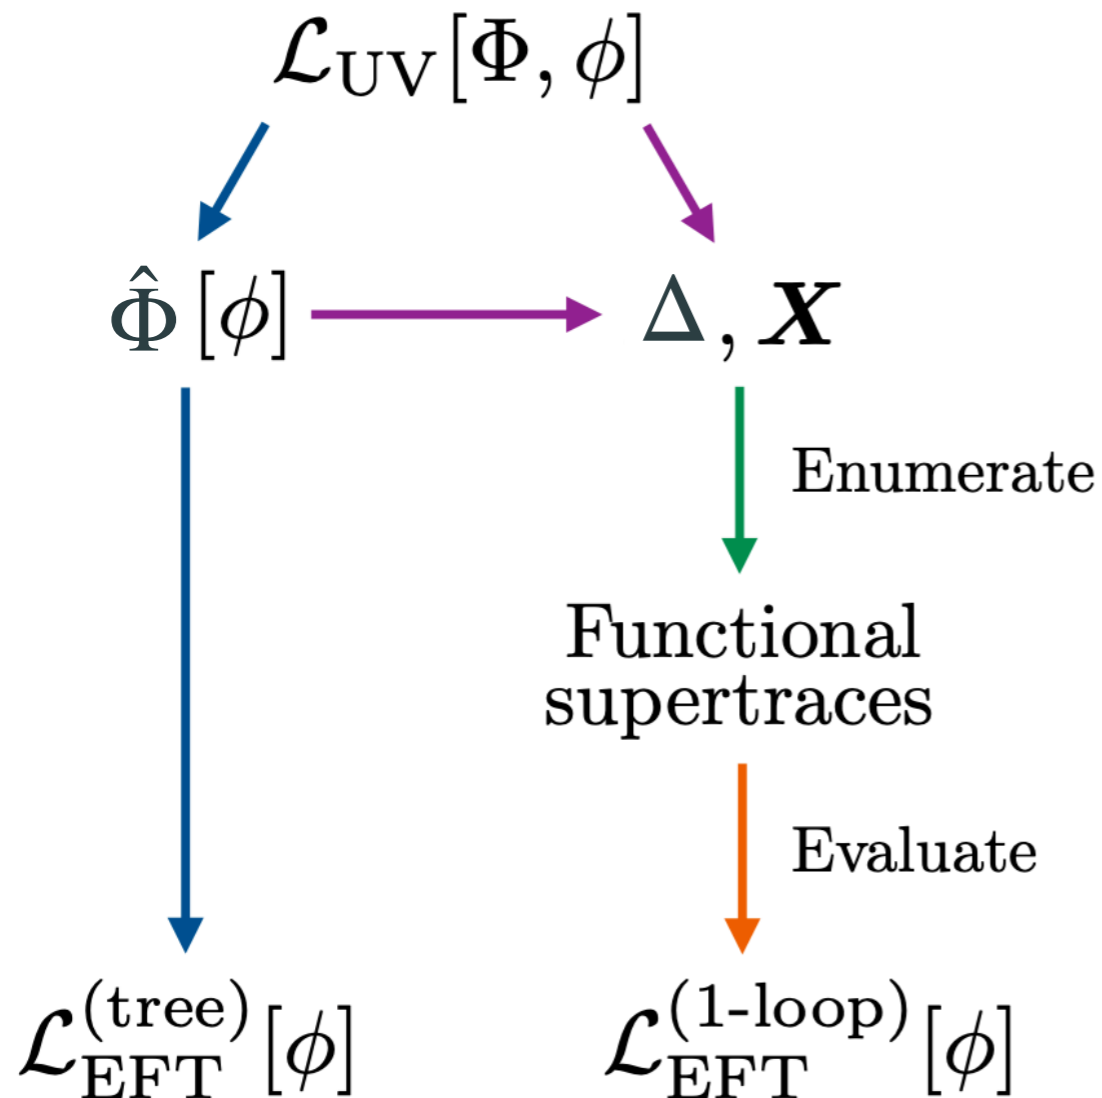 𝓛_UV[Φ, ϕ]
Φ̂[ϕ]
Δ, 𝑿
Enumerate
Functional
supertraces
Evaluate
𝓛_EFT^(tree)[ϕ]
𝓛_EFT^(1-loop)[ϕ]